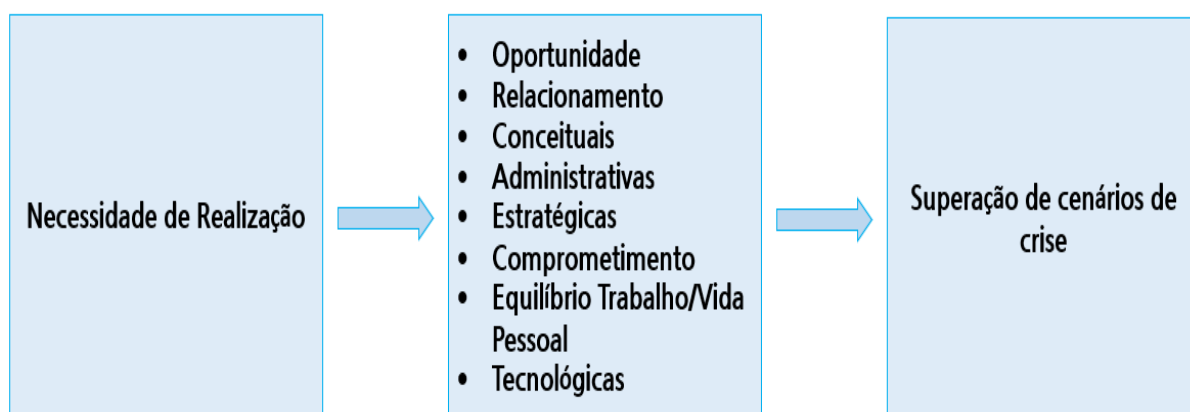 Necessidade de Realização
• Oportunidade
• Relacionamento
• Conceituais
• Administrativas
• Estratégicas
• Comprometimento
• Equilíbrio Trabalho/Vida
Pessoal
• Tecnológicas
Superação de cenários de
crise